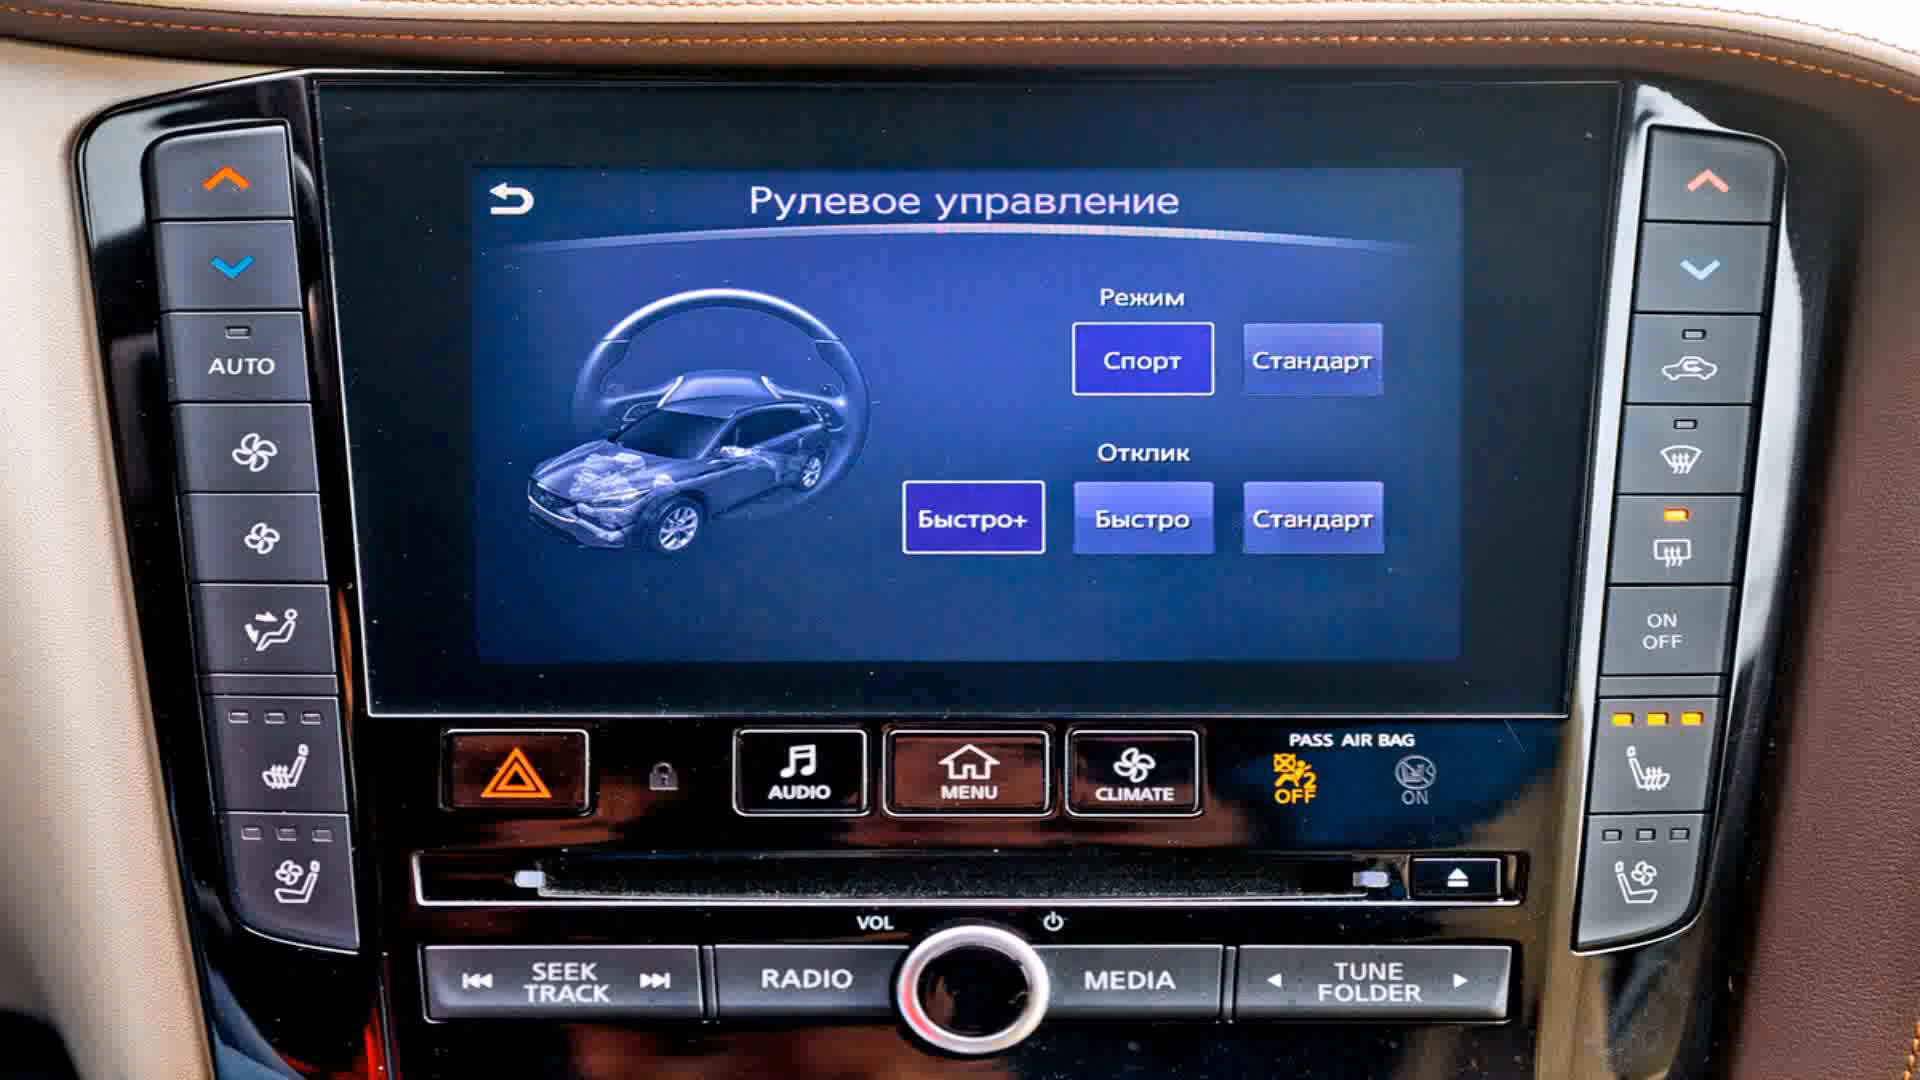 Рулевое управление
Режим
Спорт Стандарт
Отклик
Быстро+ Быстро Стандарт
AUTO
ON
OFF
AUDIO
MENU
CLIMATE
PASS AIR BAG
2
OFF
ON
VOL
SEEK
TRACK
RADIO
MEDIA
TUNE
FOLDER